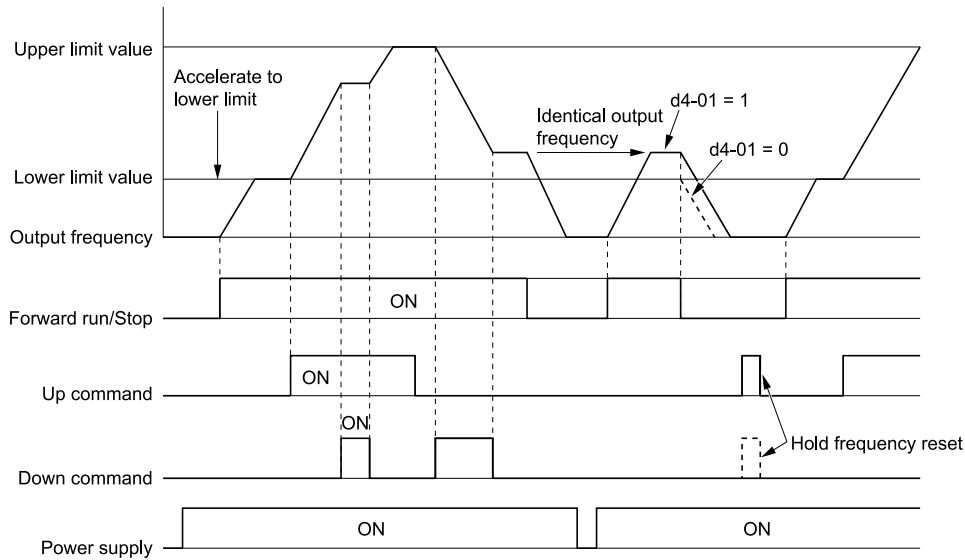 Upper limit value
Accelerate to
lower limit
Identical output
frequency
d4-01 = 1
d4-01 = 0
Lower limit value
Output frequency
ON
Forward run/Stop
ON
Up command
ON
Hold frequency reset
Down command
ON
ON
Power supply